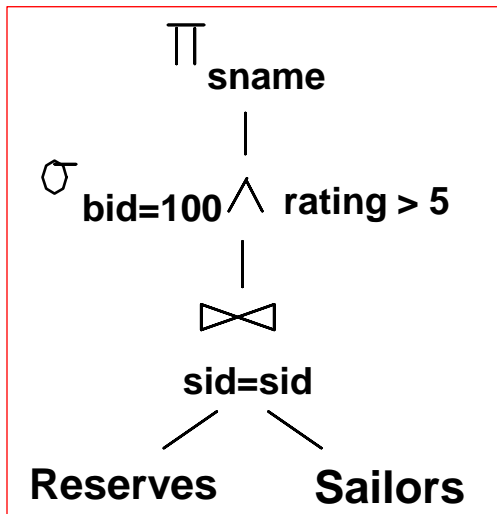 π
sname
σ bid=100 ∧ rating > 5
⋈
sid=sid
Reserves Sailors